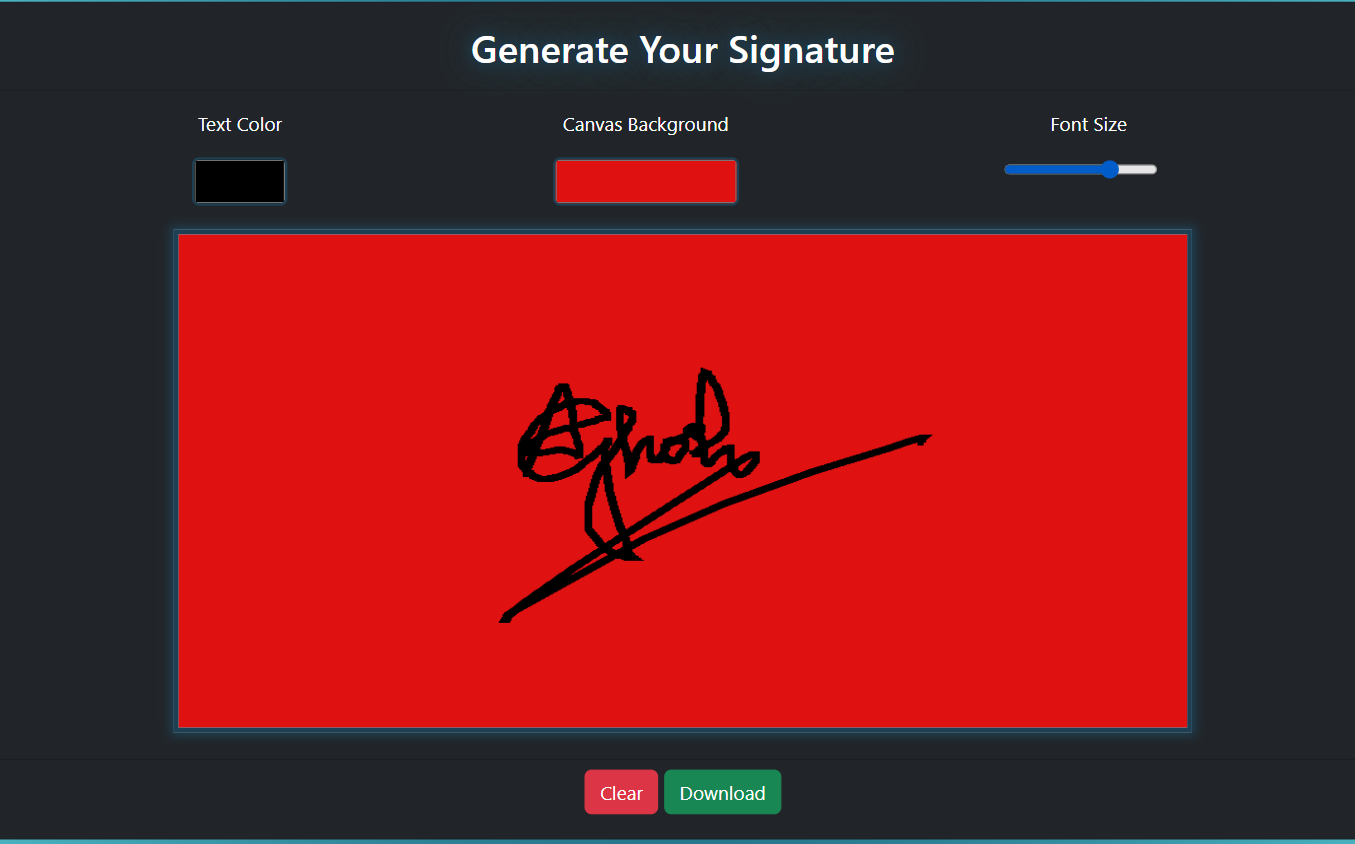 Generate Your Signature
Text Color
Canvas Background
Font Size
Clear
Download